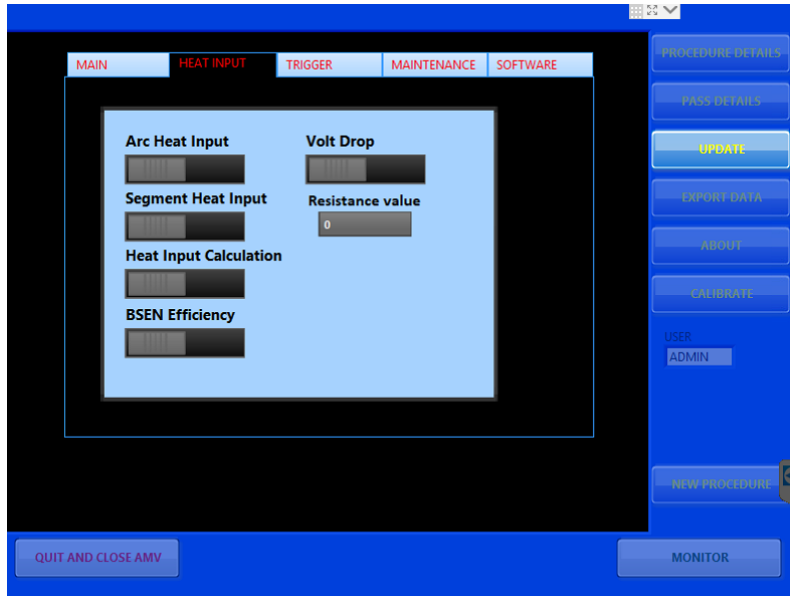 MAIN
HEAT INPUT
TRIGGER
MAINTENANCE
SOFTWARE
Arc Heat Input
Volt Drop
Segment Heat Input
Resistance value
0
Heat Input Calculation
BSEN Efficiency
PROCEDURE DETAILS
PASS DETAILS
UPDATE
EXPORT DATA
ABOUT
CALIBRATE
USER
ADMIN
NEW PROCEDURE
QUIT AND CLOSE AMV
MONITOR